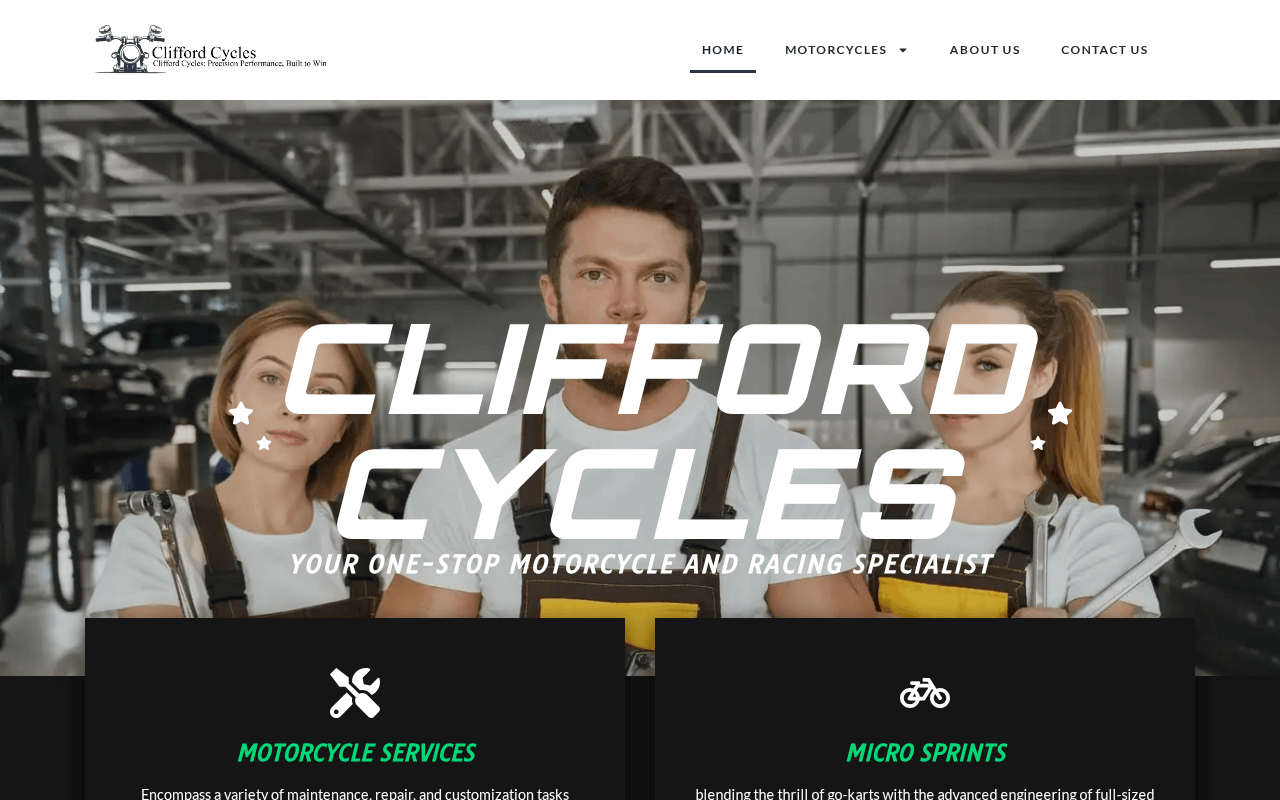 Clifford Cycles
Clifford Cycles: Precision Performance, Built to Win
HOME
MOTORCYCLES
ABOUT US
CONTACT US
CLIFFORD
CYCLES
YOUR ONE-STOP MOTORCYCLE AND RACING SPECIALIST
MOTORCYCLE SERVICES
Encompass a variety of maintenance, repair, and customization tasks
MICRO SPRINTS
blending the thrill of go-karts with the advanced engineering of full-sized